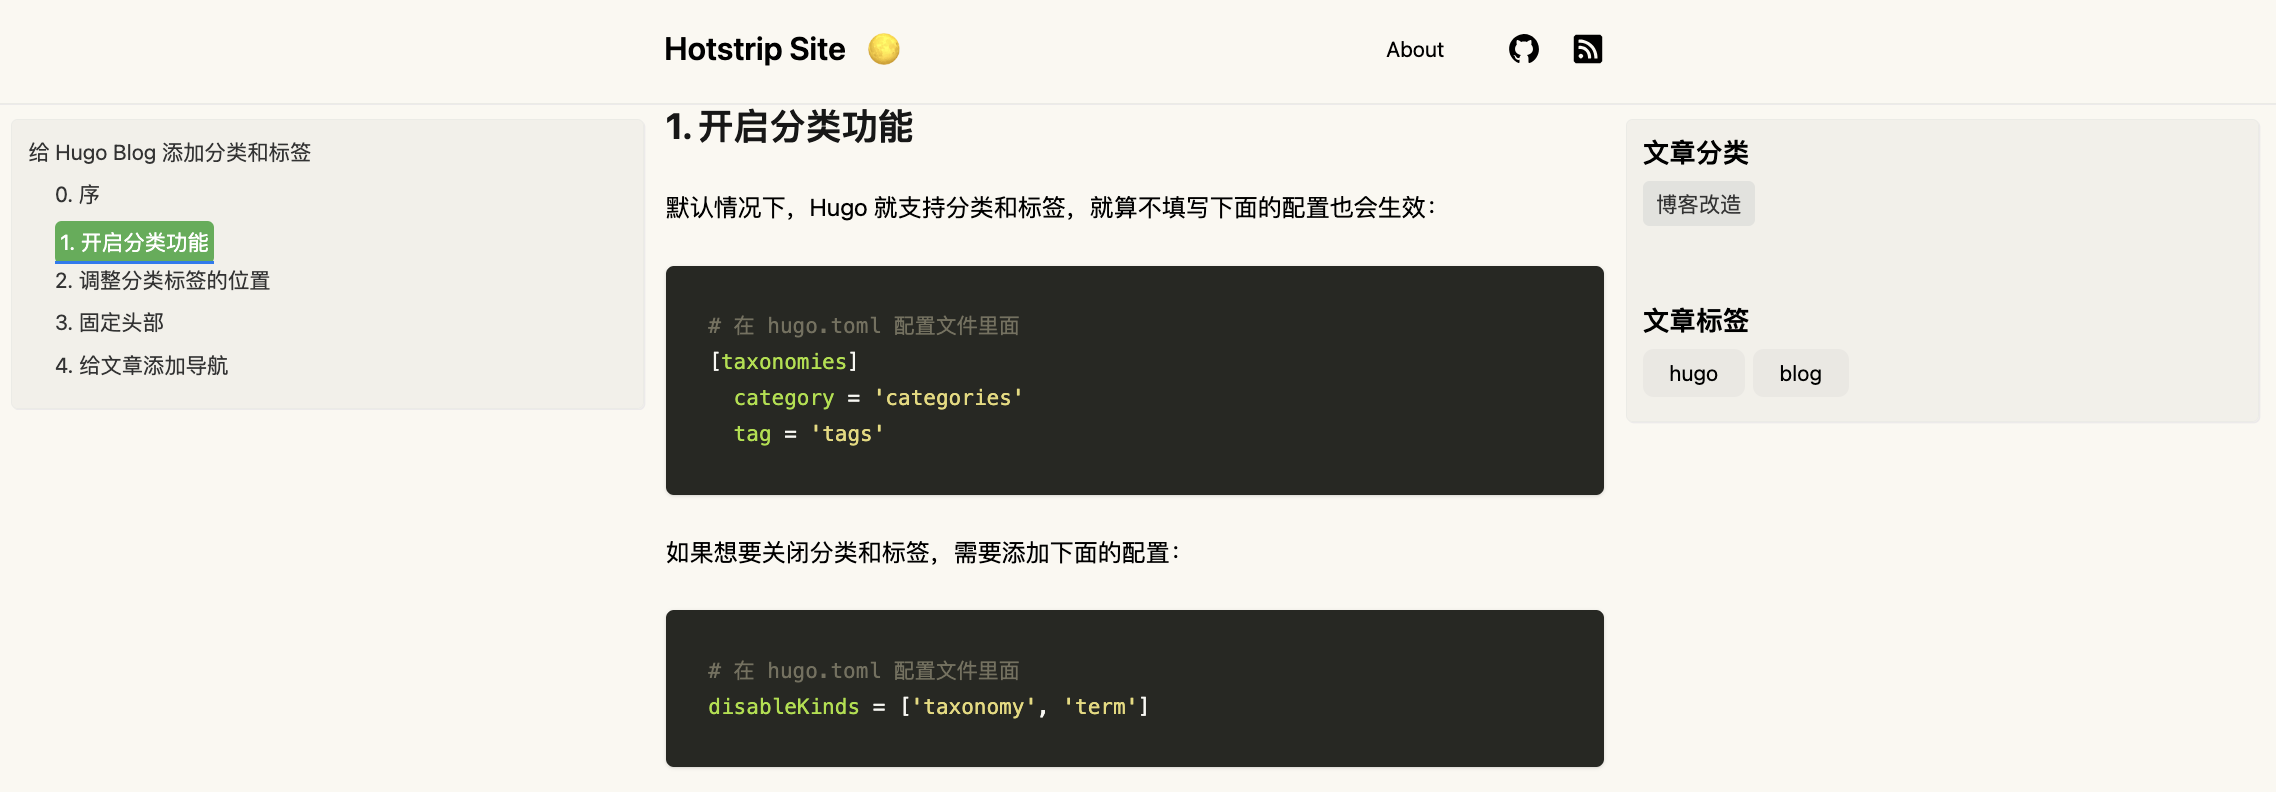 Hotstrip Site
About
给 Hugo Blog 添加分类和标签
0. 序
1. 开启分类功能
2. 调整分类标签的位置
3. 固定头部
4. 给文章添加导航
1. 开启分类功能
默认情况下，Hugo 就支持分类和标签，就算不填写下面的配置也会生效：
# 在 hugo.toml 配置文件里面
[taxonomies]
  category = 'categories'
  tag = 'tags'
如果想要关闭分类和标签，需要添加下面的配置：
# 在 hugo.toml 配置文件里面
disableKinds = ['taxonomy', 'term']
文章分类
博客改造
文章标签
hugo blog